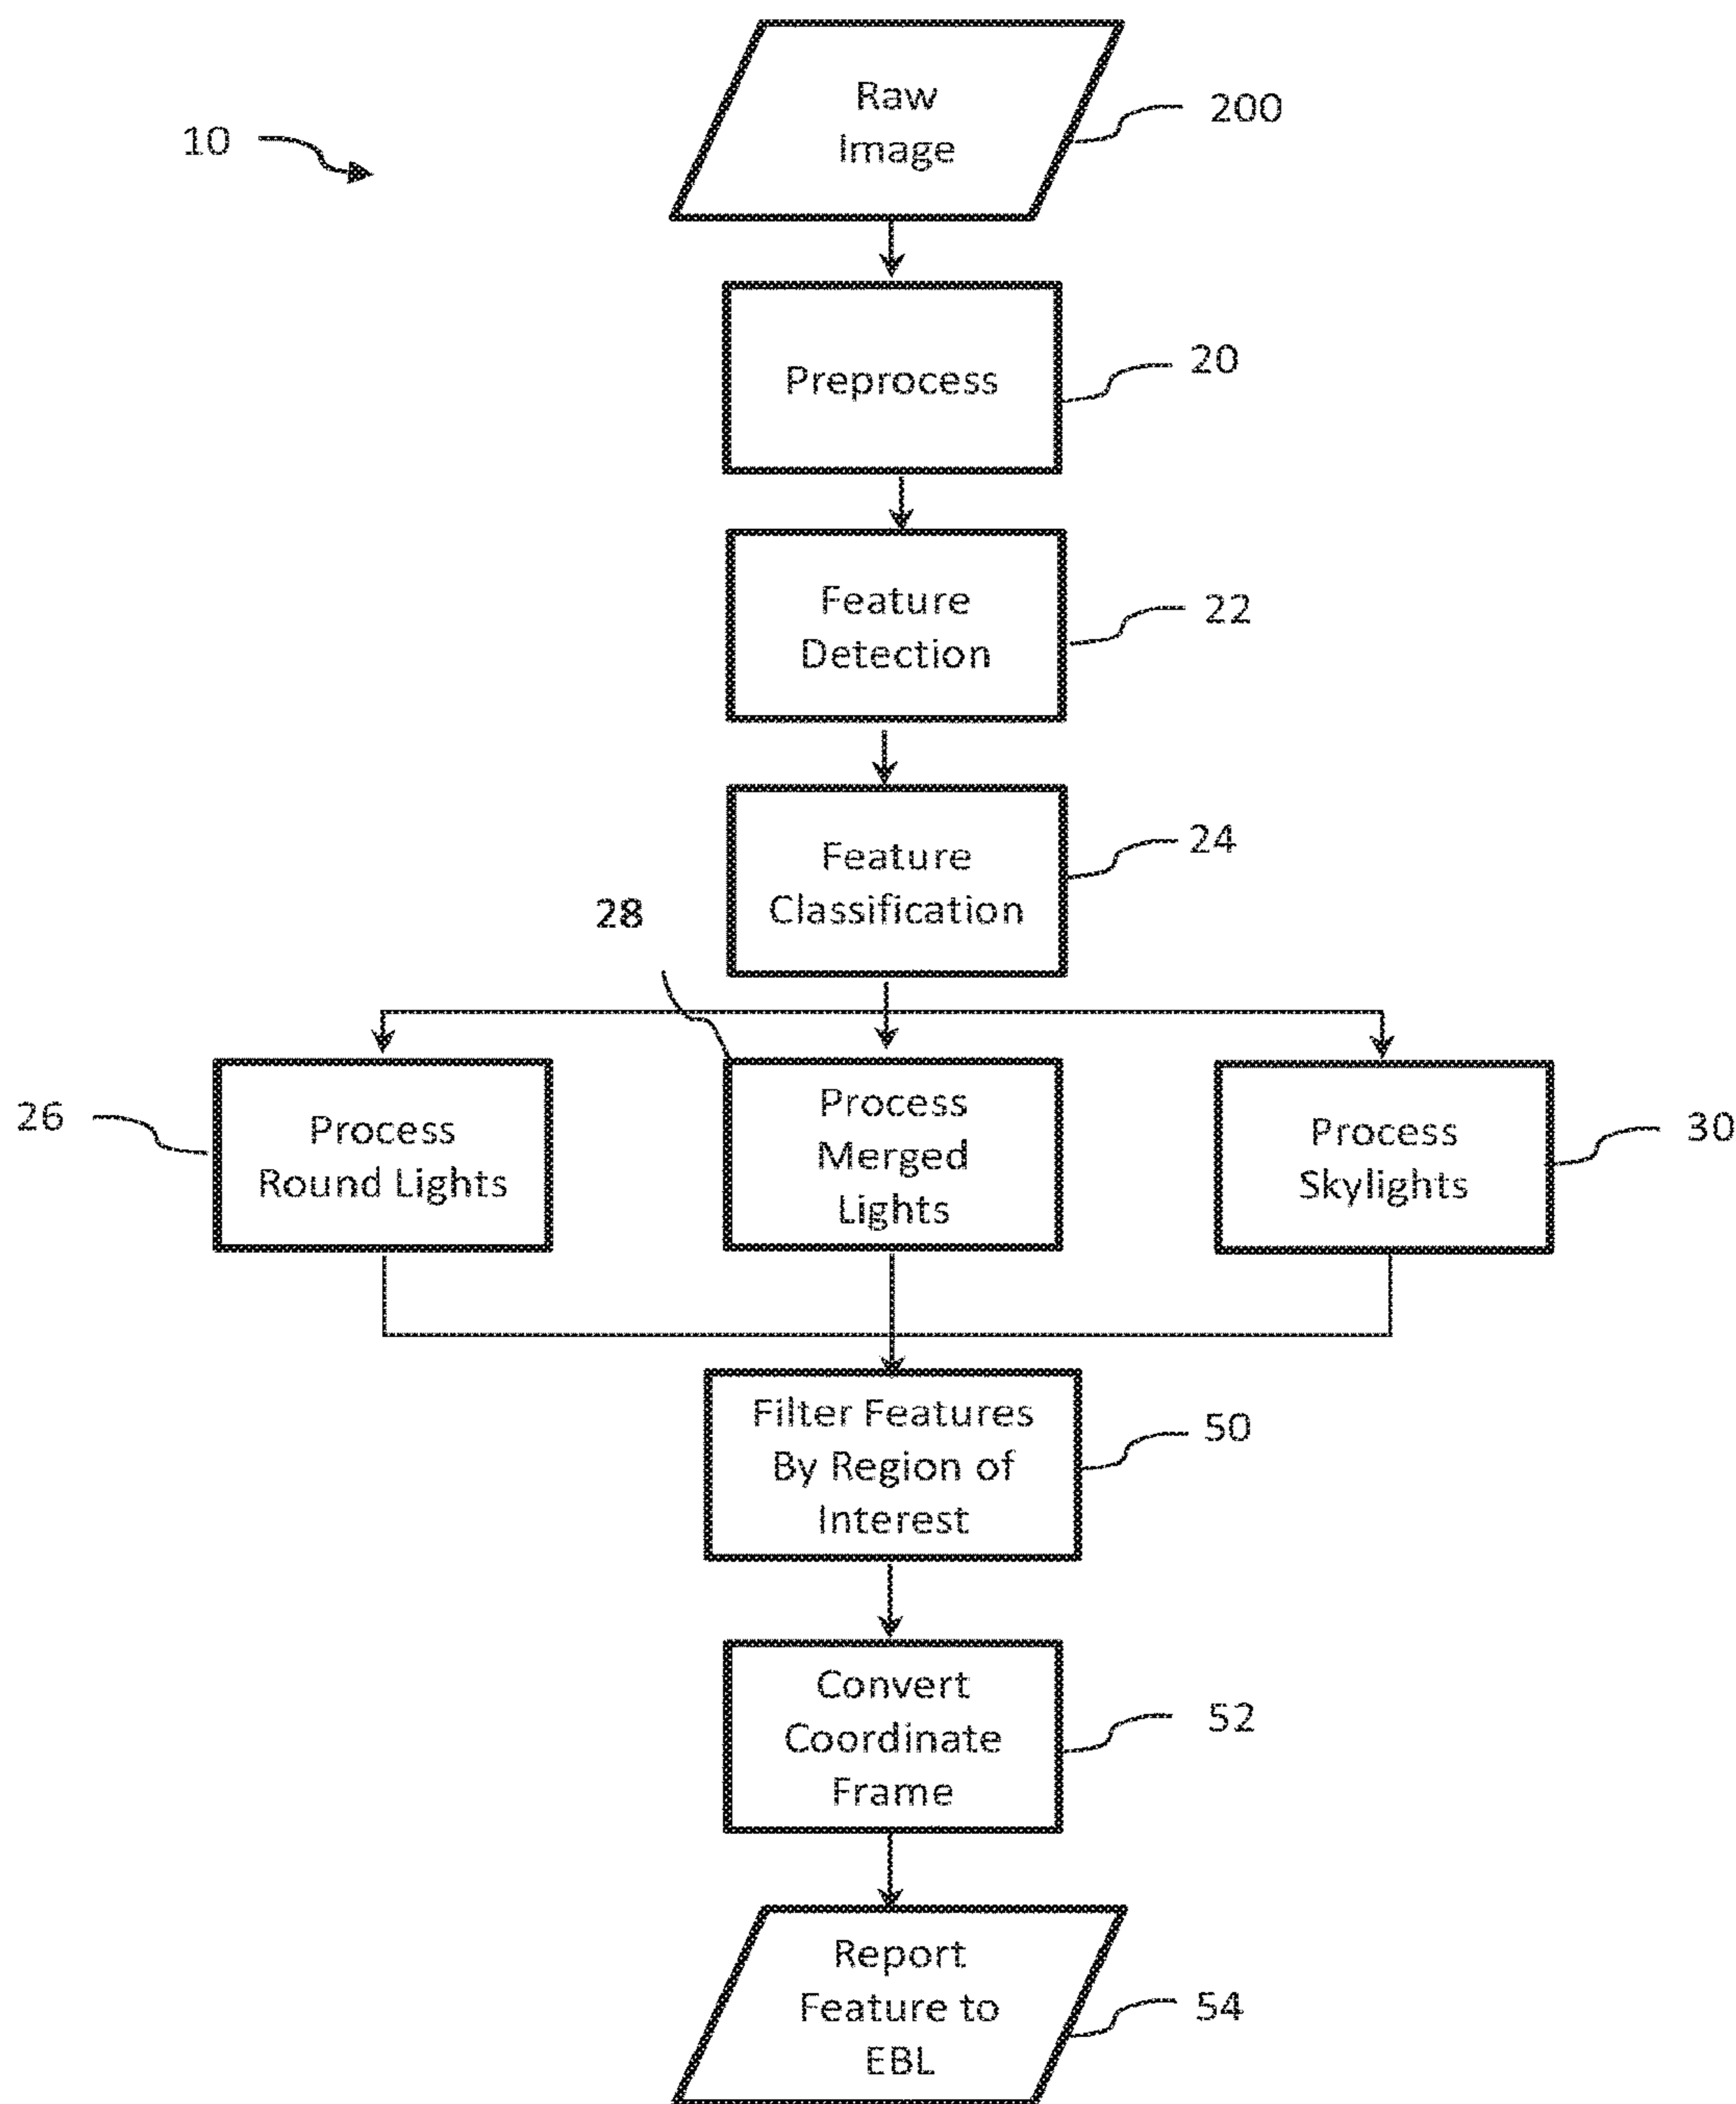 Raw
Image
200
10
Preprocess
20
Feature
Detection
22
Feature
Classification
24
28
26
Process
Round Lights
Process
Merged
Lights
Process
Skylights
30
Filter Features
By Region of
Interest
50
Convert
Coordinate
Frame
52
Report
Feature to
EBL
54